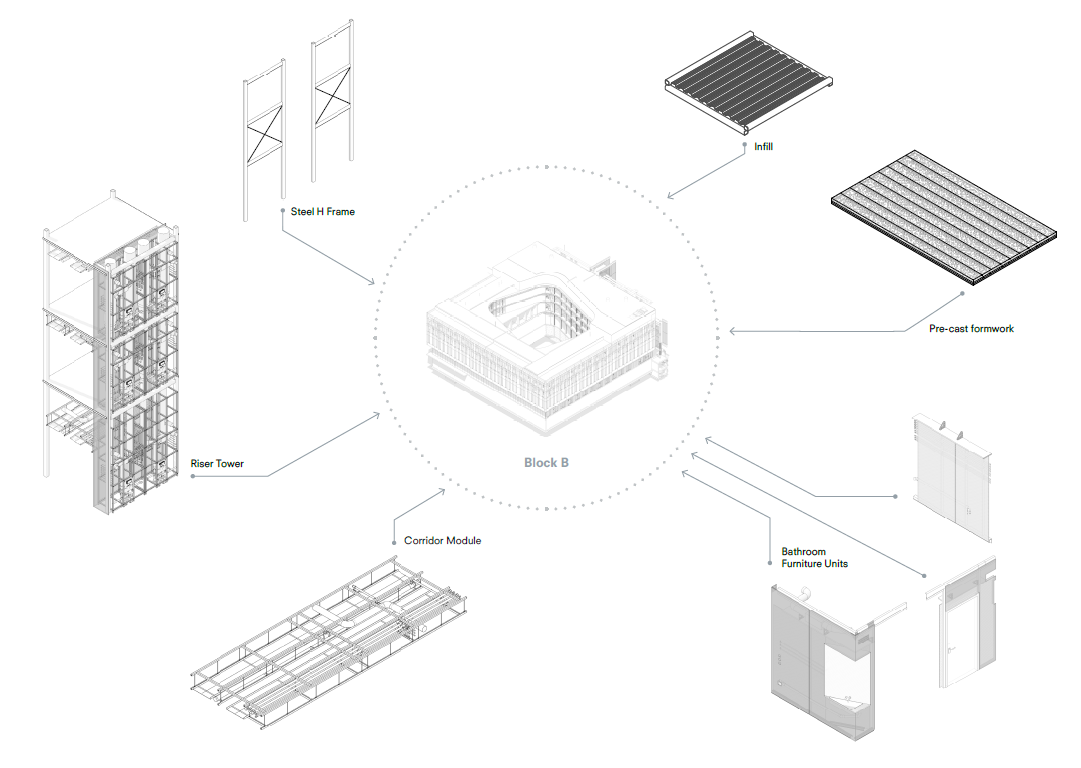 Infill
Steel H Frame
Pre-cast formwork
Block B
Riser Tower
Corridor Module
Bathroom
Furniture Units